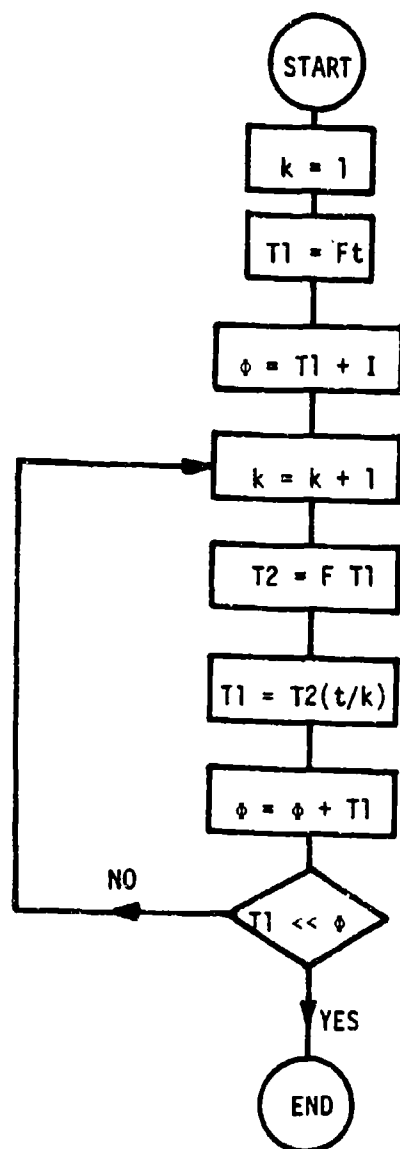 START
k = 1
T1 = Ft
Φ = T1 + I
k = k + 1
T2 = F T1
T1 = T2(t/k)
Φ = Φ + T1
NO
T1 << Φ
YES
END